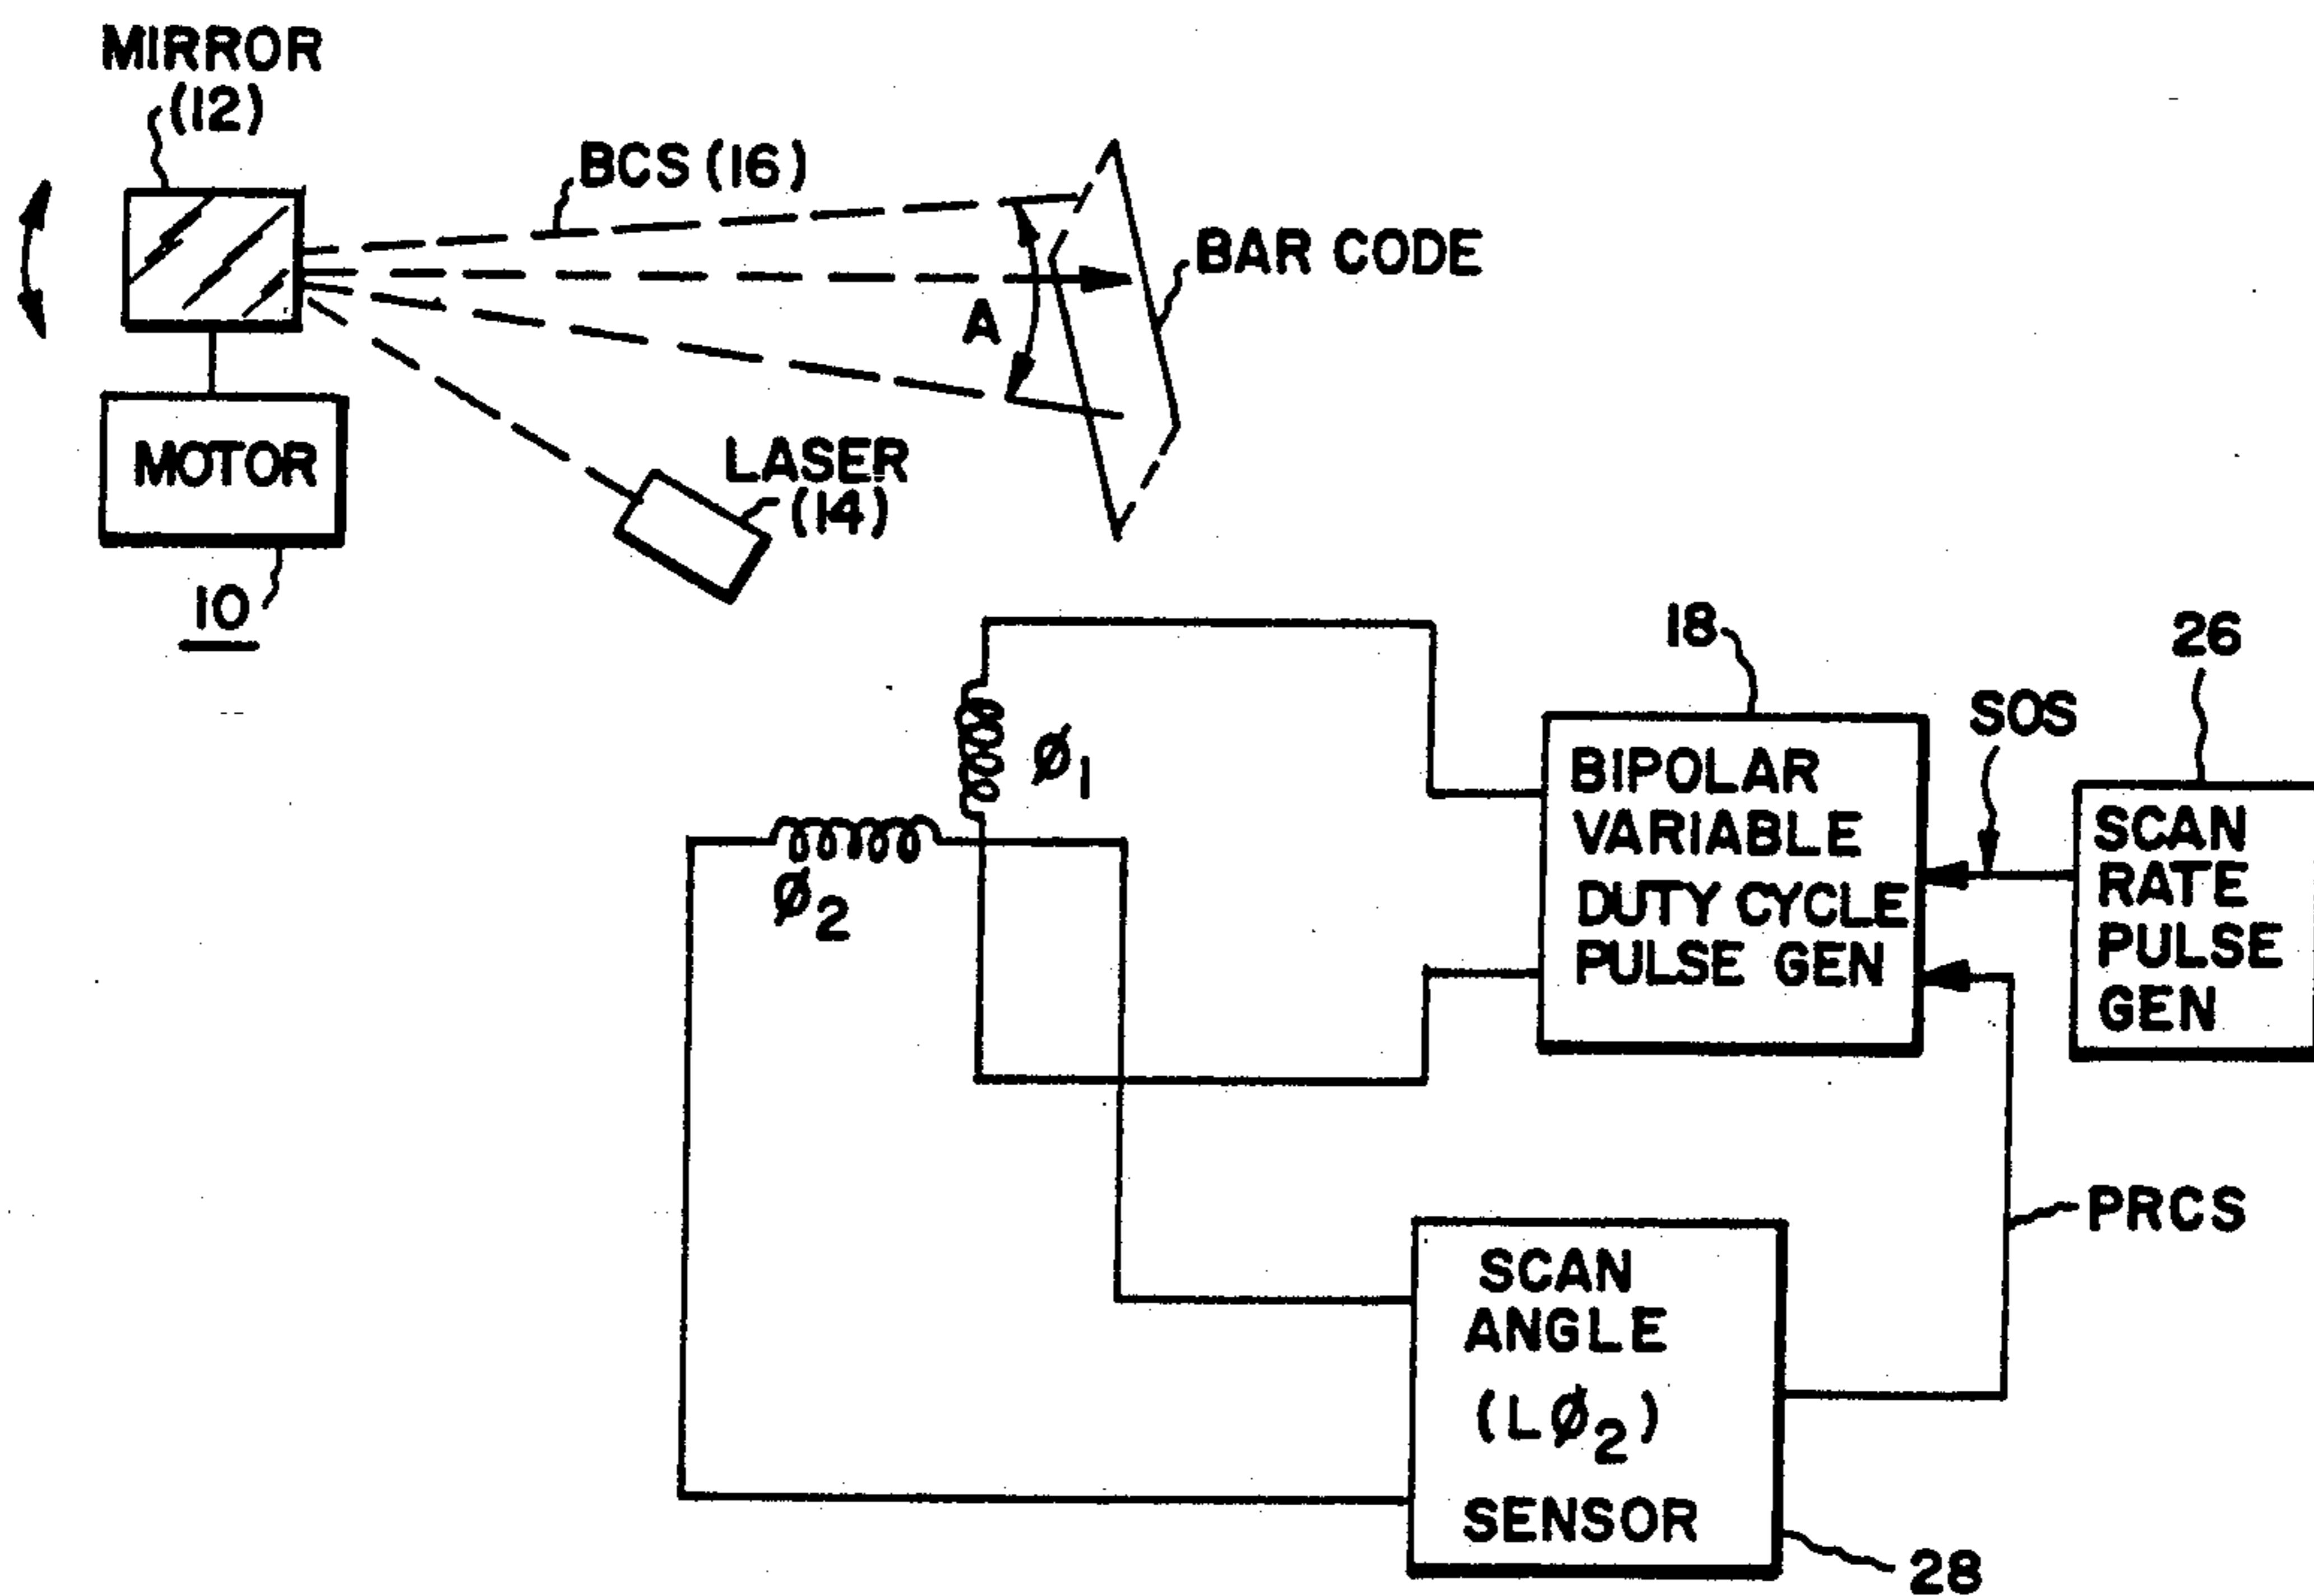 MIRROR
(12)
BCS (16)
BAR CODE
A
MOTOR
LASER
(14)
10
18
26
SOS
Ø1
Ø2
BIPOLAR
VARIABLE
DUTY CYCLE
PULSE GEN
SCAN
RATE
PULSE
GEN
PRCS
SCAN
ANGLE
(LØ2)
SENSOR
28